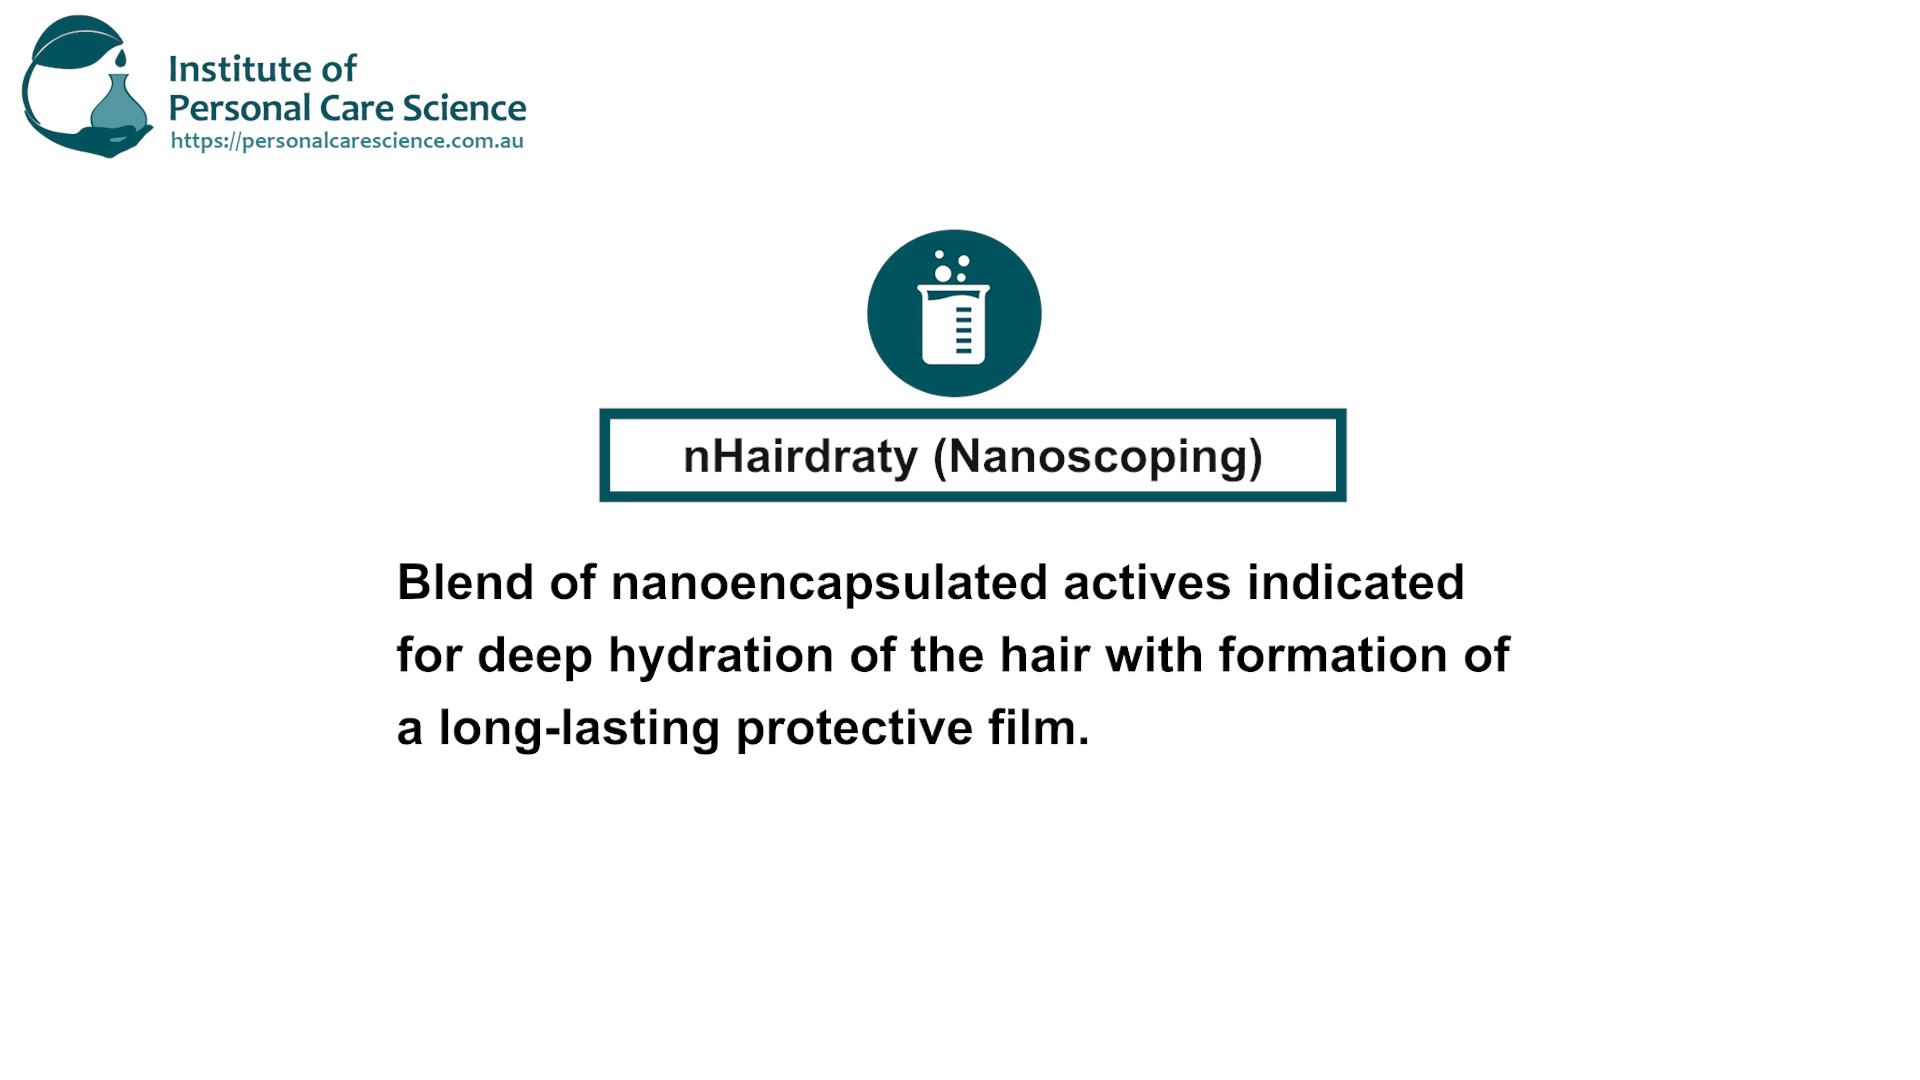 Institute of
Personal Care Science
https://personalcarescience.com.au
nHairdraty (Nanoscoping)
Blend of nanoencapsulated actives indicated
for deep hydration of the hair with formation of
a long-lasting protective film.